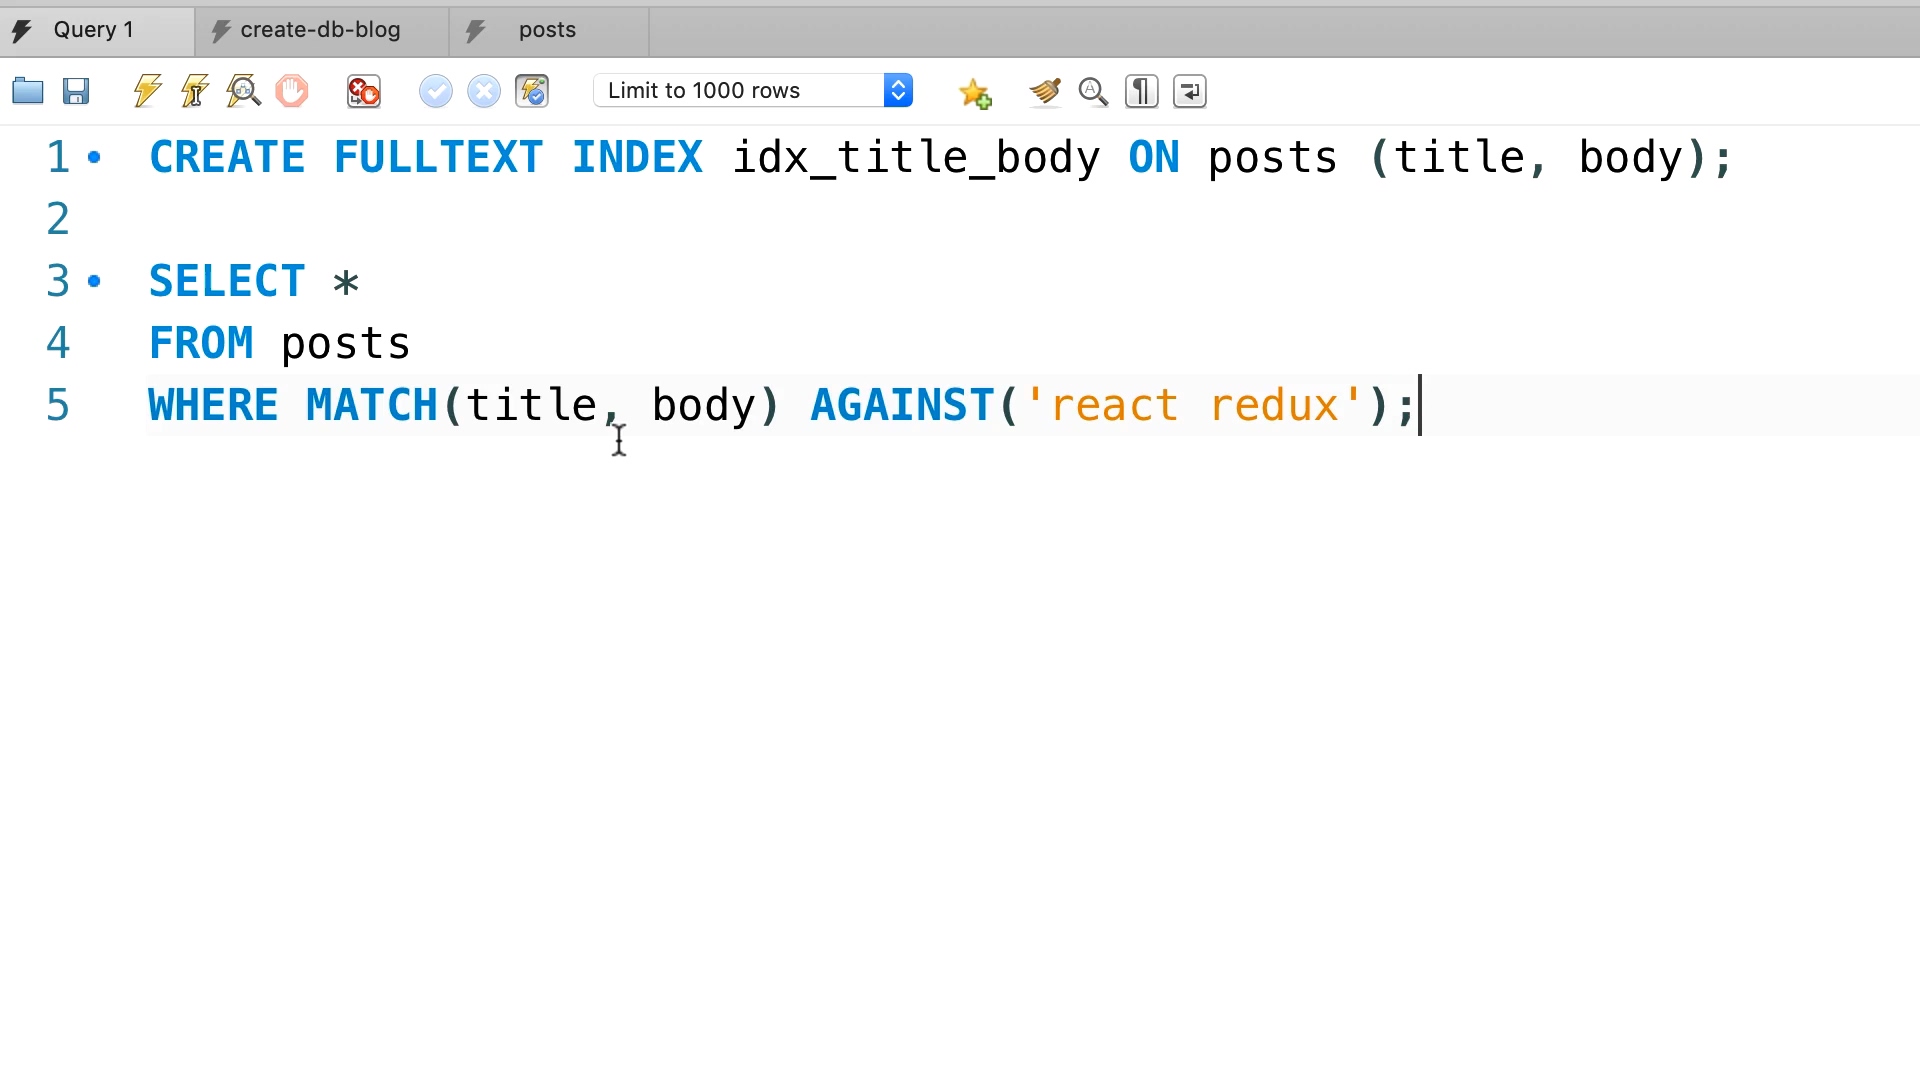 Query 1 create-db-blog posts
Limit to 1000 rows
1 CREATE FULLTEXT INDEX idx_title_body ON posts (title, body);
2
3 SELECT *
4 FROM posts
5 WHERE MATCH(title, body) AGAINST('react redux');